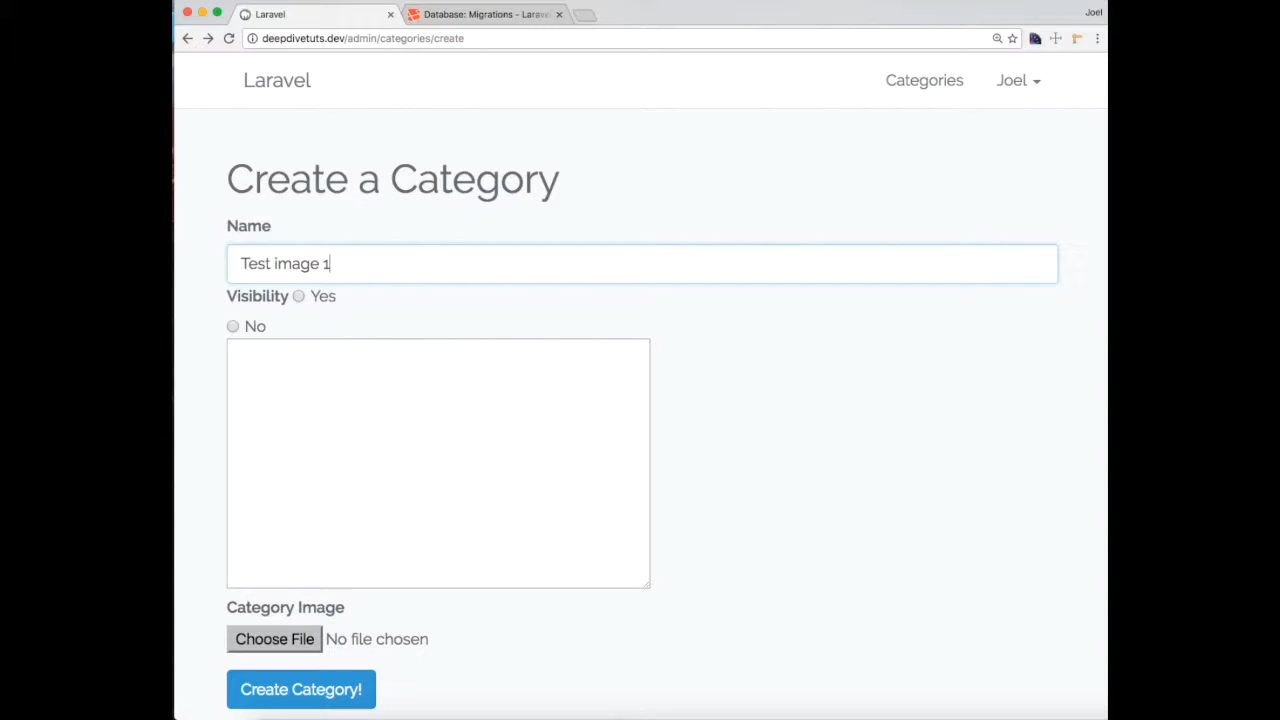 Laravel
Database: Migrations - Larave
Joel
deepdivetuts.dev/admin/categories/create
Laravel
Categories
Joel
Create a Category
Name
Test image 1
Visibility Yes
No
Category Image
Choose File No file chosen
Create Category!